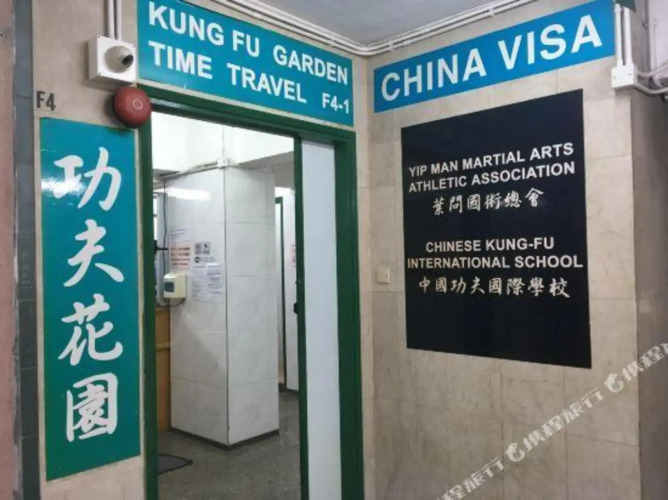 KUNG FU GARDEN
TIME TRAVEL F4-1
CHINA VISA
F4
功夫花園
YIP MAN MARTIAL ARTS
ATHLETIC ASSOCIATION
葉問國術總會
CHINESE KUNG-FU
INTERNATIONAL SCHOOL
中國功夫國際學校
携程旅行
携程旅行